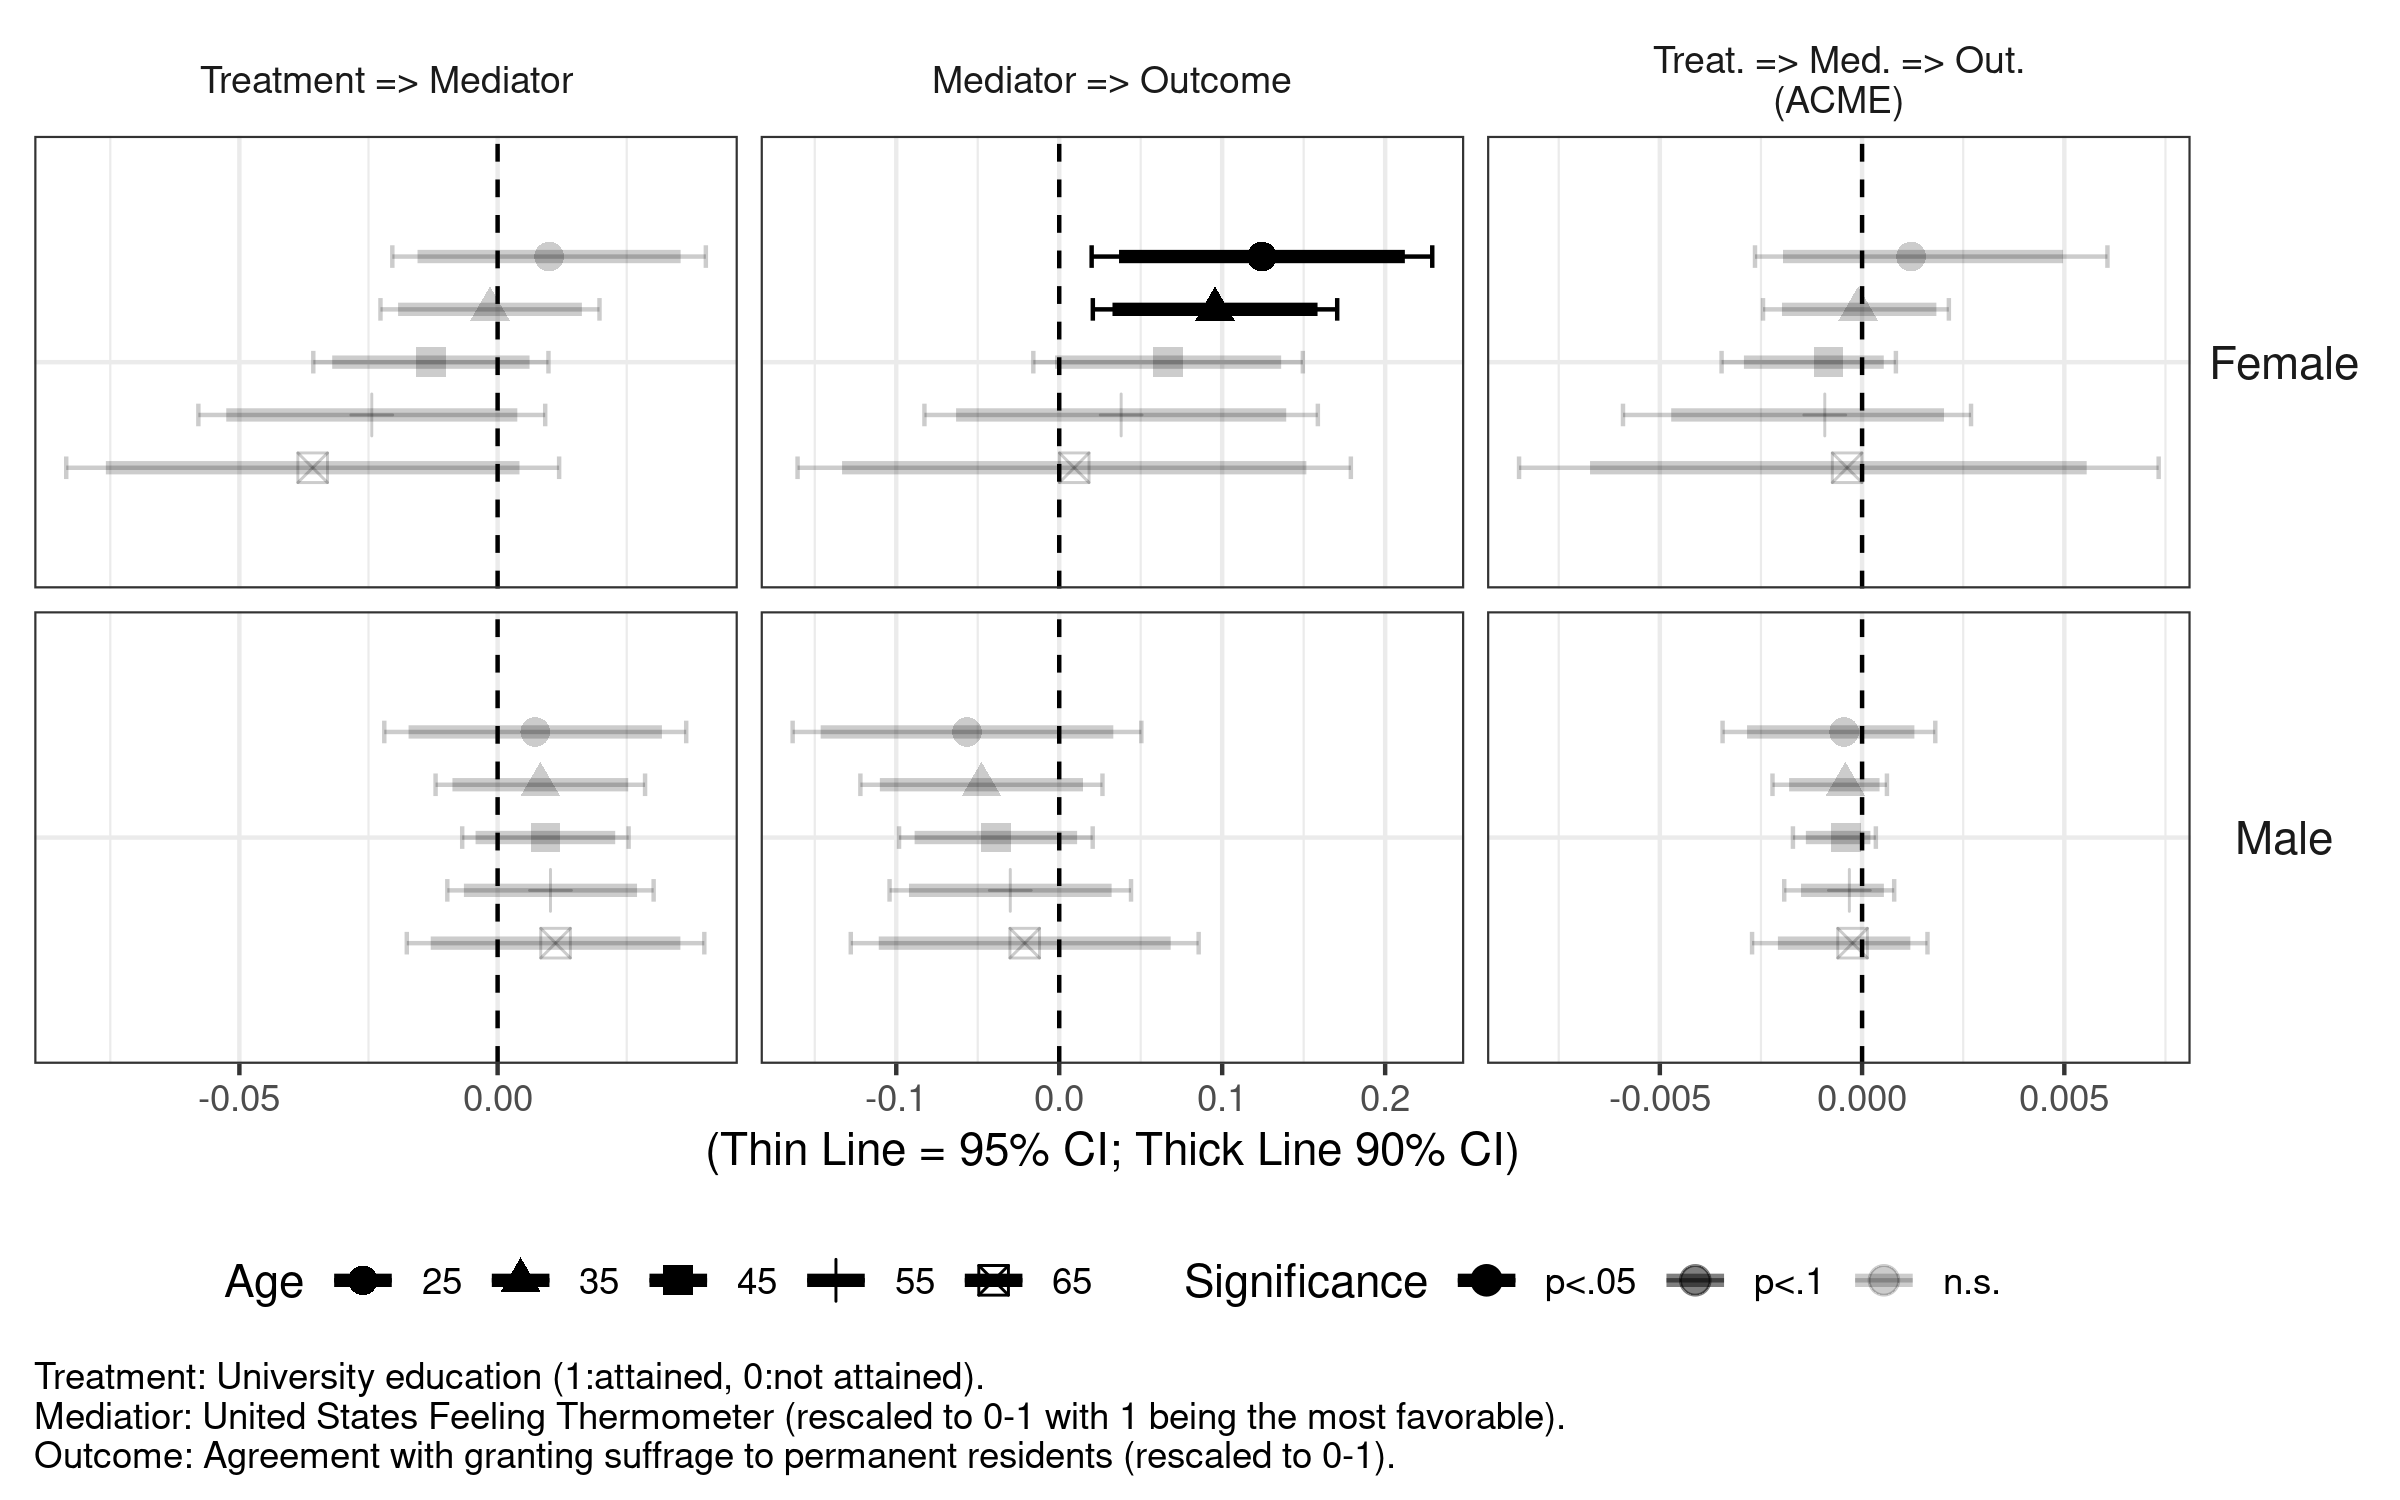 Treatment => Mediator
Mediator => Outcome
Treat. => Med. => Out.
(ACME)
Female
Male
-0.05 0.00 -0.1 0.0 0.1 0.2 -0.005 0.000 0.005
(Thin Line = 95% CI; Thick Line 90% CI)
Age 25 35 45 55 65 Significance p<.05 p<.1 n.s.
Treatment: University education (1:attained, 0:not attained).
Mediatior: United States Feeling Thermometer (rescaled to 0-1 with 1 being the most favorable).
Outcome: Agreement with granting suffrage to permanent residents (rescaled to 0-1).